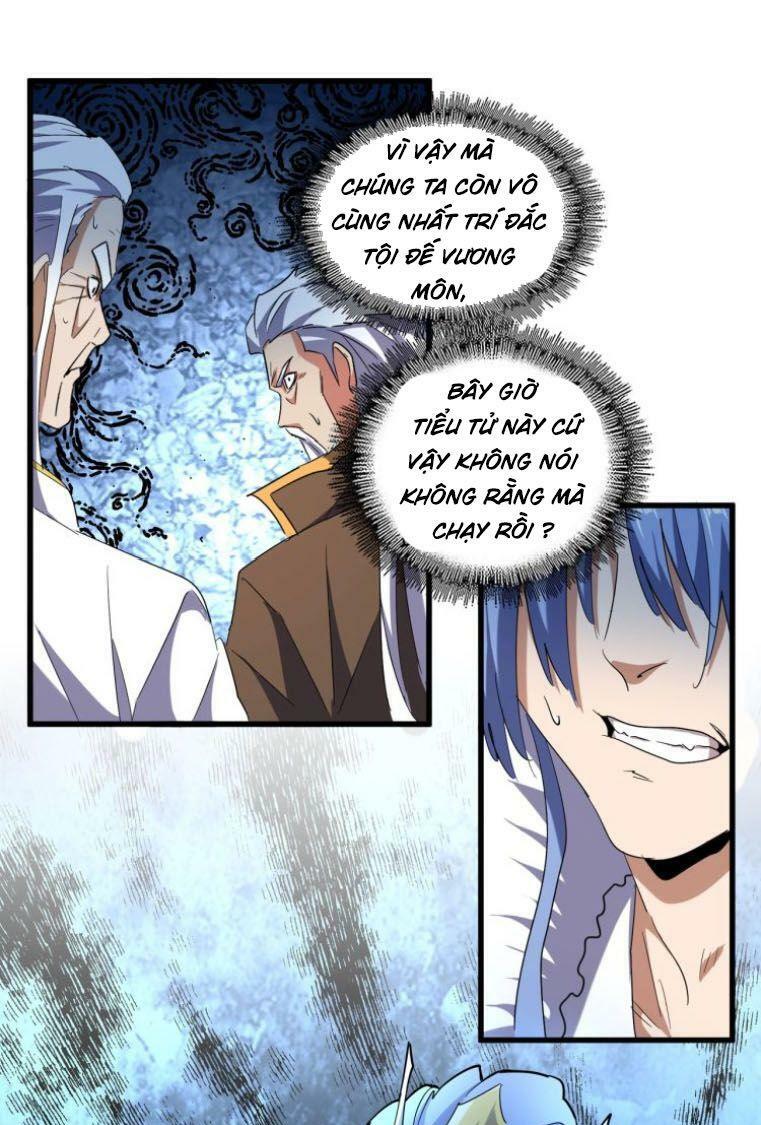 VÌ VẬY MÀ
CHÚNG TA CÒN VÔ
CÙNG NHẤT TRÍ ĐẮC
TỘI ĐẾ VƯƠNG
MÔN,
BÂY GIỜ
TIỂU TỬ NÀY CỨ
VẬY KHÔNG NÓI
KHÔNG RẰNG MÀ
CHẠY RỒI ?